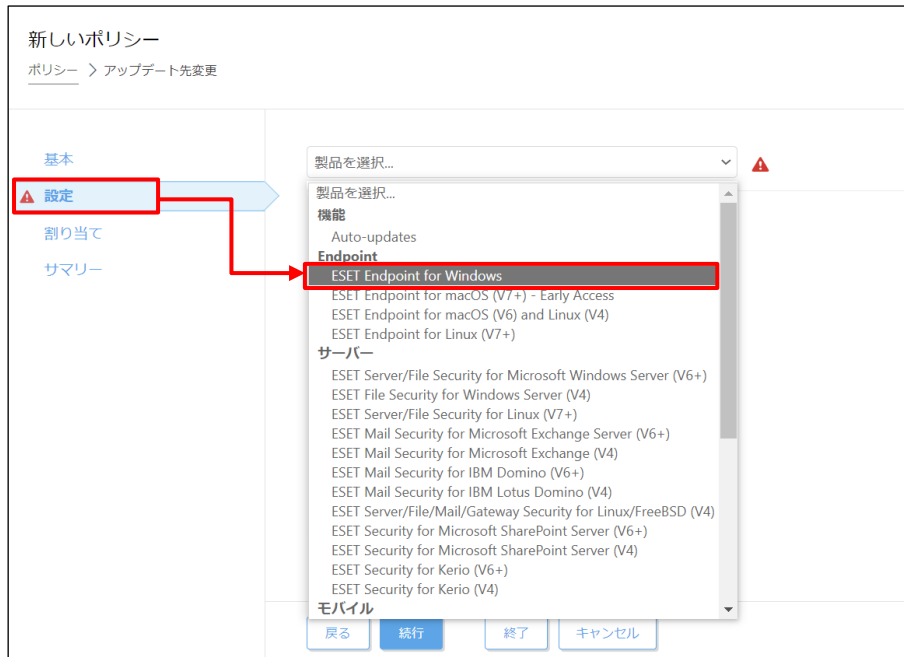 新しいポリシー
ポリシー > アップデート先変更
基本
設定
割り当て
サマリー
製品を選択...
製品を選択...
機能
Auto-updates
Endpoint
ESET Endpoint for Windows
ESET Endpoint for macOS (V7+) - Early Access
ESET Endpoint for macOS (V6) and Linux (V4)
ESET Endpoint for Linux (V7+)
サーバー
ESET Server/File Security for Microsoft Windows Server (V6+)
ESET File Security for Windows Server (V4)
ESET Server/File Security for Linux (V7+)
ESET Mail Security for Microsoft Exchange Server (V6+)
ESET Mail Security for Microsoft Exchange (V4)
ESET Mail Security for IBM Domino (V6+)
ESET Mail Security for IBM Lotus Domino (V4)
ESET Server/File/Mail/Gateway Security for Linux/FreeBSD (V4)
ESET Security for Microsoft SharePoint Server (V6+)
ESET Security for Microsoft SharePoint Server (V4)
ESET Security for Kerio (V6+)
ESET Security for Kerio (V4)
モバイル
戻る 続行 終了 キャンセル